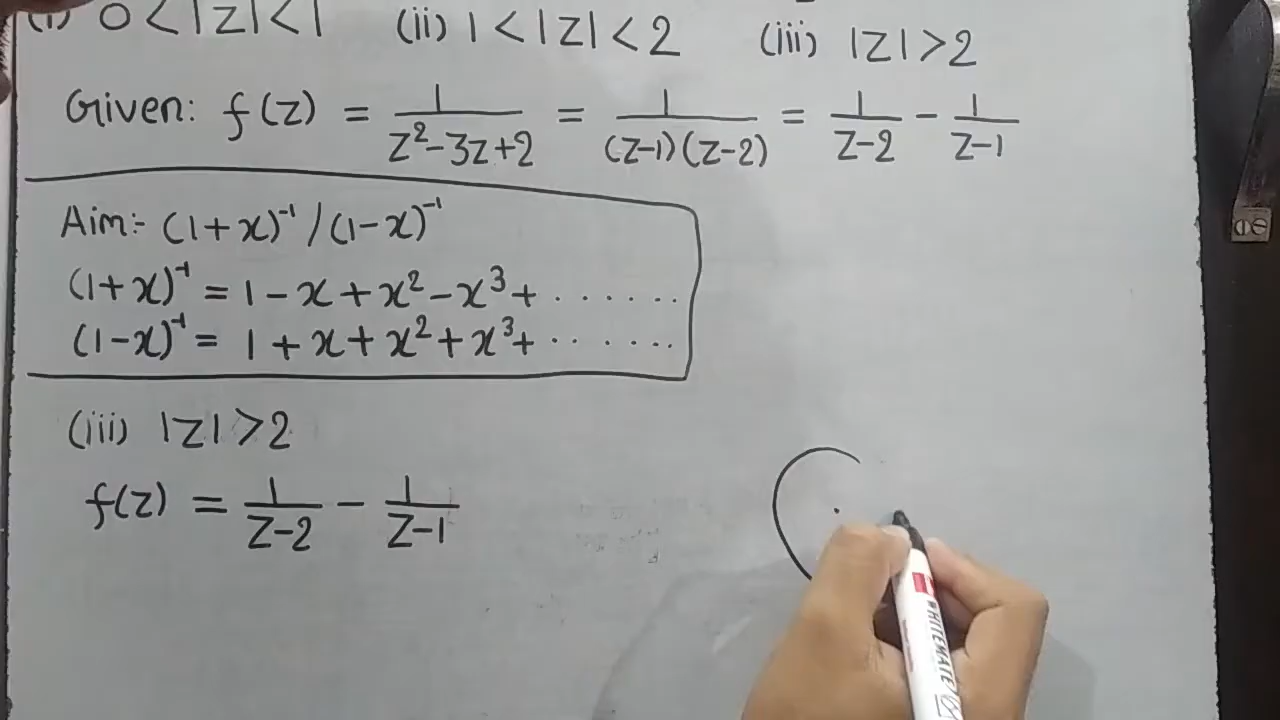 (i) 0 < |z| < 1 (ii) 1 < |z| < 2 (iii) |z| > 2
Given: f(z) = 1/(z²-3z+2) = 1/((z-1)(z-2)) = 1/(z-2) - 1/(z-1)
Aim:- (1+x)⁻¹ / (1-x)⁻¹
(1+x)⁻¹ = 1 - x + x² - x³ + ......
(1-x)⁻¹ = 1 + x + x² + x³ + ......
(iii) |z| > 2
f(z) = 1/(z-2) - 1/(z-1)
WHITEMATE